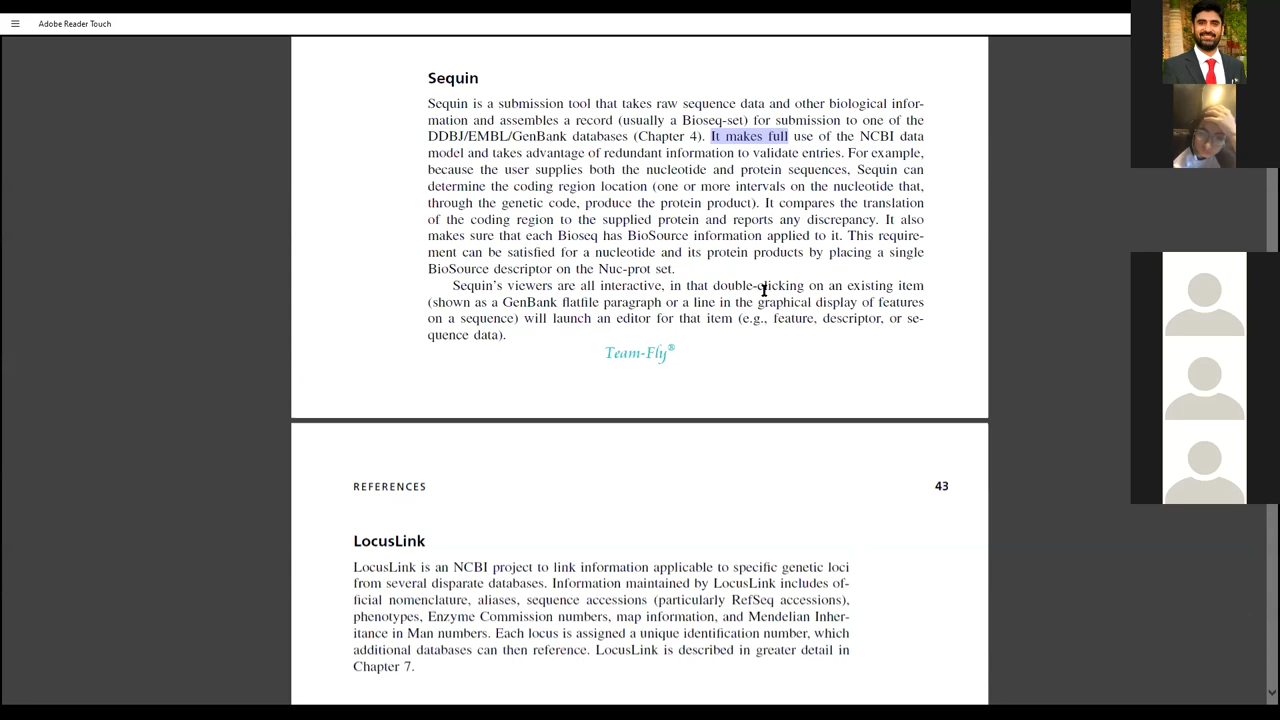 Adobe Reader Touch
Sequin
Sequin is a submission tool that takes raw sequence data and other biological infor-
mation and assembles a record (usually a Bioseq-set) for submission to one of the
DDBJ/EMBL/GenBank databases (Chapter 4). It makes full use of the NCBI data
model and takes advantage of redundant information to validate entries. For example,
because the user supplies both the nucleotide and protein sequences, Sequin can
determine the coding region location (one or more intervals on the nucleotide that,
through the genetic code, produce the protein product). It compares the translation
of the coding region to the supplied protein and reports any discrepancy. It also
makes sure that each Bioseq has BioSource information applied to it. This require-
ment can be satisfied for a nucleotide and its protein products by placing a single
BioSource descriptor on the Nuc-prot set.
Sequin's viewers are all interactive, in that double-clicking on an existing item
(shown as a GenBank flatfile paragraph or a line in the graphical display of features
on a sequence) will launch an editor for that item (e.g., feature, descriptor, or se-
quence data).
Team-Fly®
REFERENCES 43
LocusLink
LocusLink is an NCBI project to link information applicable to specific genetic loci
from several disparate databases. Information maintained by LocusLink includes of-
ficial nomenclature, aliases, sequence accessions (particularly RefSeq accessions),
phenotypes, Enzyme Commission numbers, map information, and Mendelian Inher-
itance in Man numbers. Each locus is assigned a unique identification number, which
additional databases can then reference. LocusLink is described in greater detail in
Chapter 7.